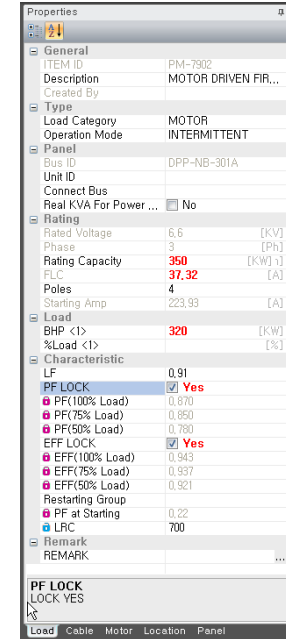 Properties
General
ITEM ID PM-7902
Description MOTOR DRIVEN FIR...
Created By
Type
Load Category MOTOR
Operation Mode INTERMITTENT
Panel
Bus ID DPP-NB-301A
Unit ID
Connect Bus
Real KVA For Power ... No
Rating
Rated Voltage 6,6 [KV]
Phase 3 [Ph]
Rating Capacity 350 [KW]
FLC 37,32 [A]
Poles 4
Starting Amp 223,93 [A]
Load
BHP <1> 320 [KW]
%Load <1> [%]
Characteristic
LF 0,91
PF LOCK Yes
PF(100% Load) 0,870
PF(75% Load) 0,850
PF(50% Load) 0,780
EFF LOCK Yes
EFF(100% Load) 0,943
EFF(75% Load) 0,937
EFF(50% Load) 0,921
Restarting Group
PF at Starting 0,22
LRC 700
Remark
REMARK ...
PF LOCK
LOCK YES
Load Cable Motor Location Panel